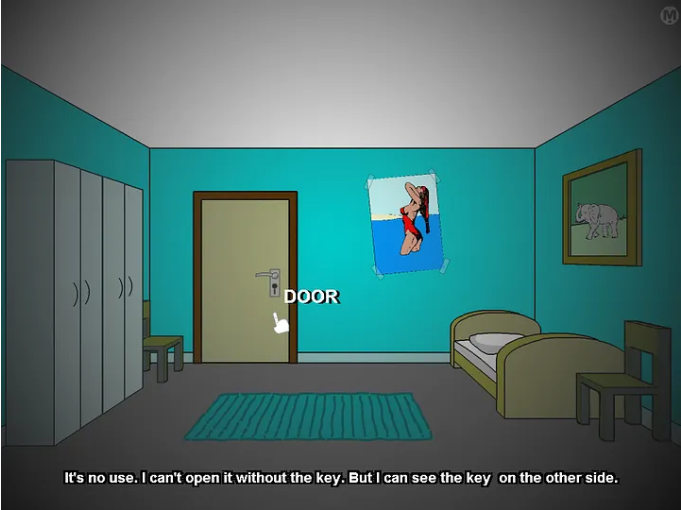 DOOR
It's no use. I can't open it without the key. But I can see the key  on the other side.